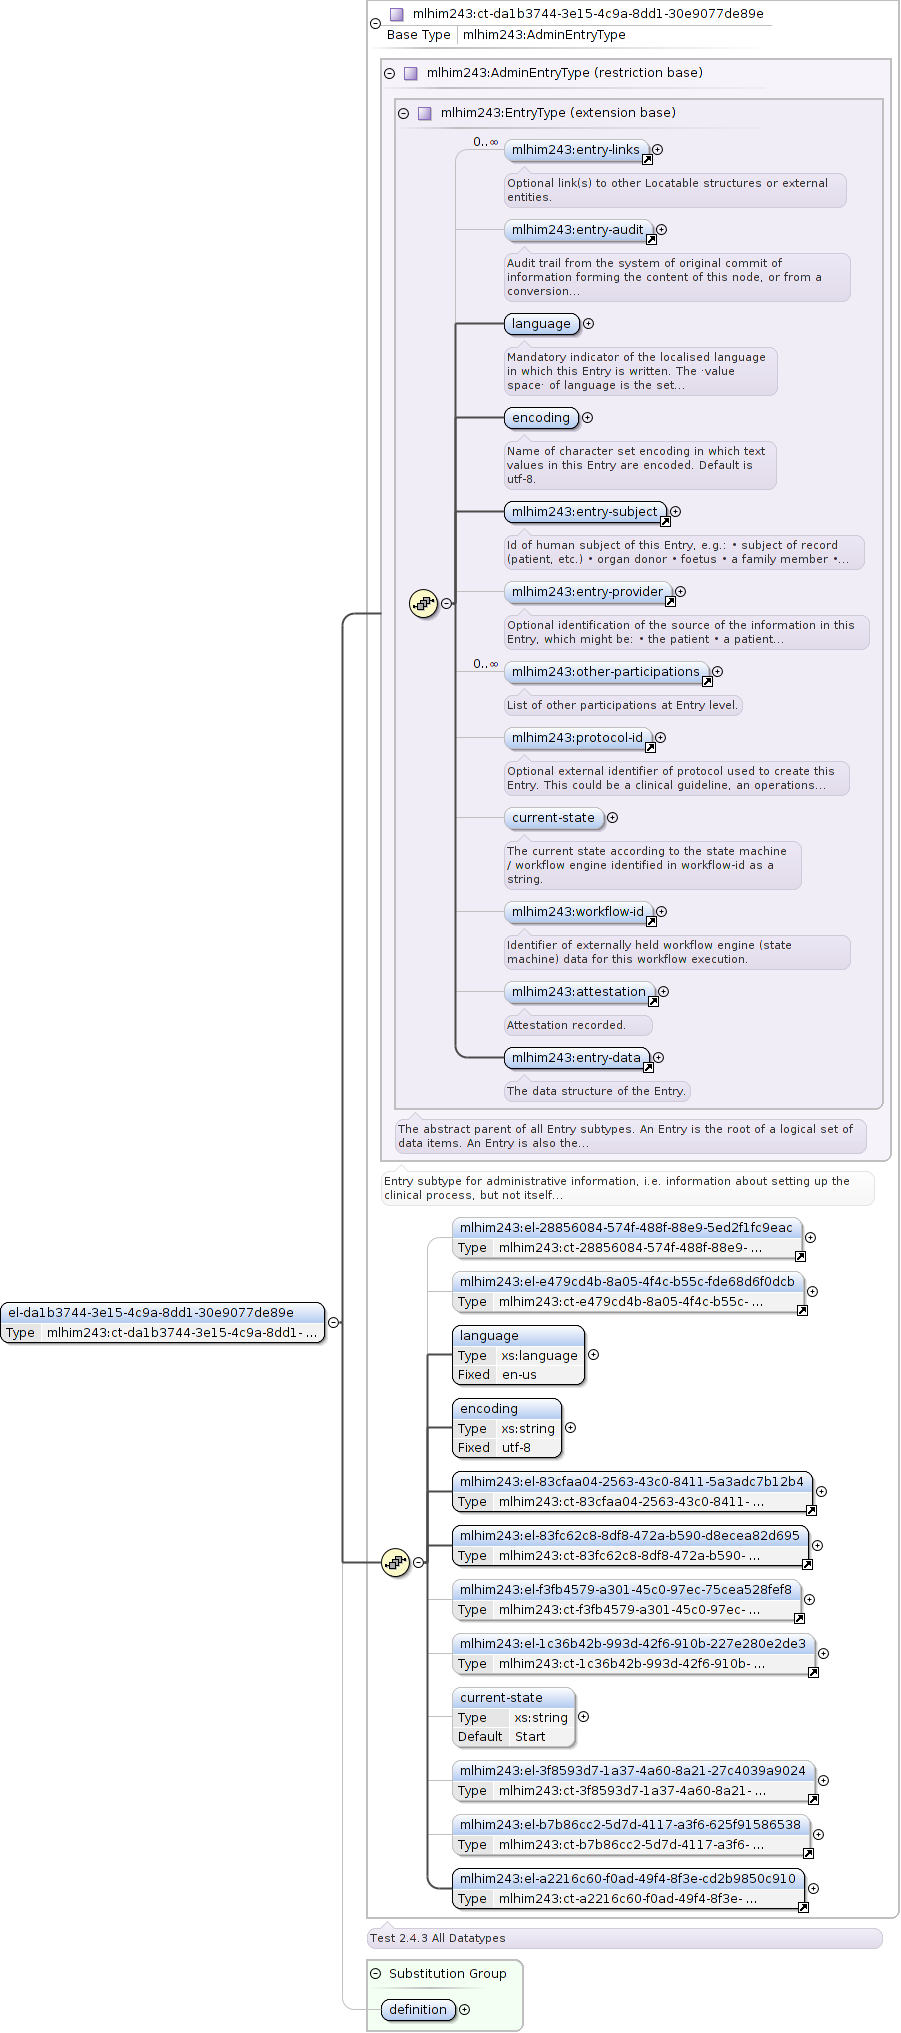 mlhim243:ct-da1b3744-3e15-4c9a-8dd1-30e9077de89e
Base Type mlhim243:AdminEntryType
mlhim243:AdminEntryType (restriction base)
mlhim243:EntryType (extension base)
0..∞
mlhim243:entry-links
Optional link(s) to other Locatable structures or external
entities.
mlhim243:entry-audit
Audit trail from the system of original commit of
information forming the content of this node, or from a
conversion...
language
Mandatory indicator of the localised language
in which this Entry is written. The ·value
space· of language is the set...
encoding
Name of character set encoding in which text
values in this Entry are encoded. Default is
utf-8.
mlhim243:entry-subject
Id of human subject of this Entry, e.g.: • subject of record
(patient, etc.) • organ donor • foetus • a family member •...
mlhim243:entry-provider
Optional identification of the source of the information in this
Entry, which might be: • the patient • a patient...
0..∞
mlhim243:other-participations
List of other participations at Entry level.
mlhim243:protocol-id
Optional external identifier of protocol used to create this
Entry. This could be a clinical guideline, an operations...
current-state
The current state according to the state machine
/ workflow engine identified in workflow-id as a
string.
mlhim243:workflow-id
Identifier of externally held workflow engine (state
machine) data for this workflow execution.
mlhim243:attestation
Attestation recorded.
mlhim243:entry-data
The data structure of the Entry.
The abstract parent of all Entry subtypes. An Entry is the root of a logical set of
data items. An Entry is also the...
Entry subtype for administrative information, i.e. information about setting up the
clinical process, but not itself...
mlhim243:el-28856084-574f-488f-88e9-5ed2f1fc9eac
Type mlhim243:ct-28856084-574f-488f-88e9- ...
mlhim243:el-e479cd4b-8a05-4f4c-b55c-fde68d6f0dcb
Type mlhim243:ct-e479cd4b-8a05-4f4c-b55c- ...
el-da1b3744-3e15-4c9a-8dd1-30e9077de89e
Type mlhim243:ct-da1b3744-3e15-4c9a-8dd1- ...
language
Type xs:language
Fixed en-us
encoding
Type xs:string
Fixed utf-8
mlhim243:el-83cfaa04-2563-43c0-8411-5a3adc7b12b4
Type mlhim243:ct-83cfaa04-2563-43c0-8411- ...
mlhim243:el-83fc62c8-8df8-472a-b590-d8ecea82d695
Type mlhim243:ct-83fc62c8-8df8-472a-b590- ...
mlhim243:el-f3fb4579-a301-45c0-97ec-75cea528fef8
Type mlhim243:ct-f3fb4579-a301-45c0-97ec- ...
mlhim243:el-1c36b42b-993d-42f6-910b-227e280e2de3
Type mlhim243:ct-1c36b42b-993d-42f6-910b- ...
current-state
Type xs:string
Default Start
mlhim243:el-3f8593d7-1a37-4a60-8a21-27c4039a9024
Type mlhim243:ct-3f8593d7-1a37-4a60-8a21- ...
mlhim243:el-b7b86cc2-5d7d-4117-a3f6-625f91586538
Type mlhim243:ct-b7b86cc2-5d7d-4117-a3f6- ...
mlhim243:el-a2216c60-f0ad-49f4-8f3e-cd2b9850c910
Type mlhim243:ct-a2216c60-f0ad-49f4-8f3e- ...
Test 2.4.3 All Datatypes
Substitution Group
definition